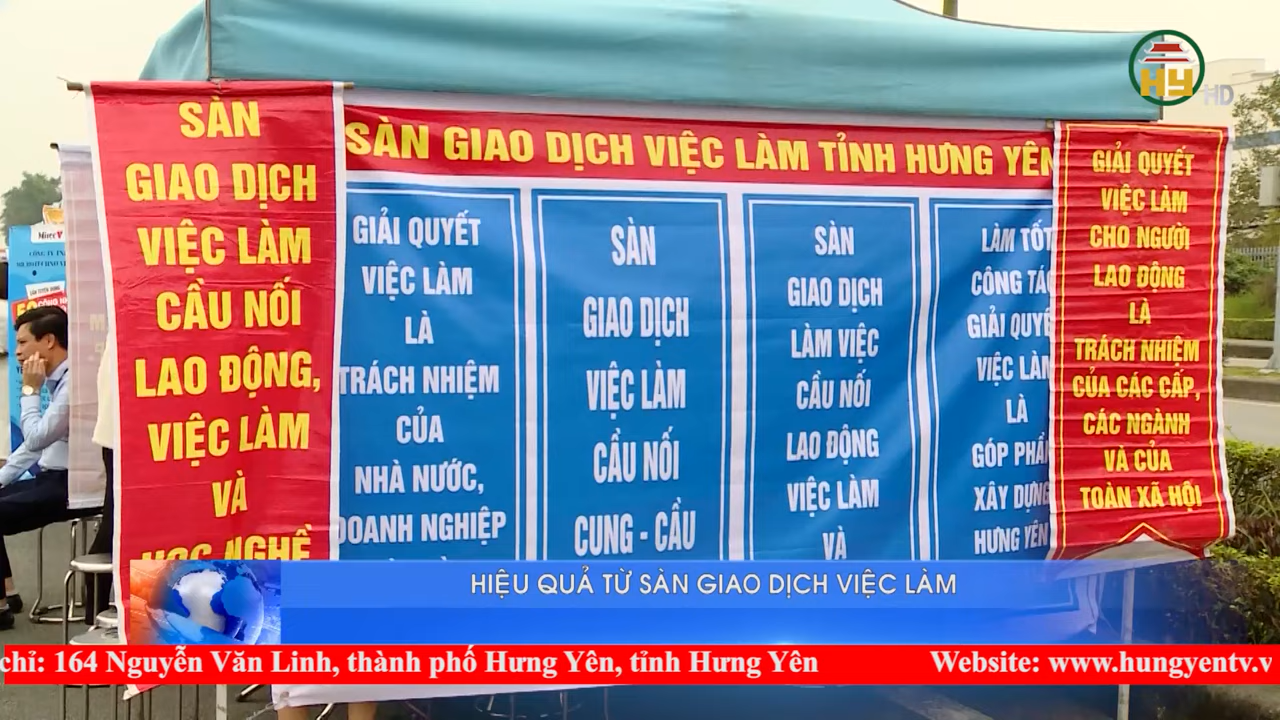 HY HD
SÀN
GIAO DỊCH
VIỆC LÀM
CẦU NỐI
LAO ĐỘNG,
VIỆC LÀM
VÀ
HỌC NGHỀ
SÀN GIAO DỊCH VIỆC LÀM TỈNH HƯNG YÊN
GIẢI QUYẾT
VIỆC LÀM
LÀ
TRÁCH NHIỆM
CỦA
NHÀ NƯỚC,
DOANH NGHIỆP
SÀN
GIAO DỊCH
VIỆC LÀM
CẦU NỐI
CUNG - CẦU
SÀN
GIAO DỊCH
LÀM VIỆC
CẦU NỐI
LAO ĐỘNG
VIỆC LÀM
VÀ
LÀM TỐT
CÔNG TÁC
GIẢI QUYẾ
VIỆC LÀM
LÀ
GÓP PHẦN
XÂY DỰNG
HƯNG YÊN
GIẢI QUYẾT
VIỆC LÀM
CHO NGƯỜI
LAO ĐỘNG
LÀ
TRÁCH NHIỆM
CỦA CÁC CẤP,
CÁC NGÀNH
VÀ CỦA
TOÀN XÃ HỘI
HIỆU QUẢ TỪ SÀN GIAO DỊCH VIỆC LÀM
chỉ: 164 Nguyễn Văn Linh, thành phố Hưng Yên, tỉnh Hưng Yên
Website: www.hungyentv.v